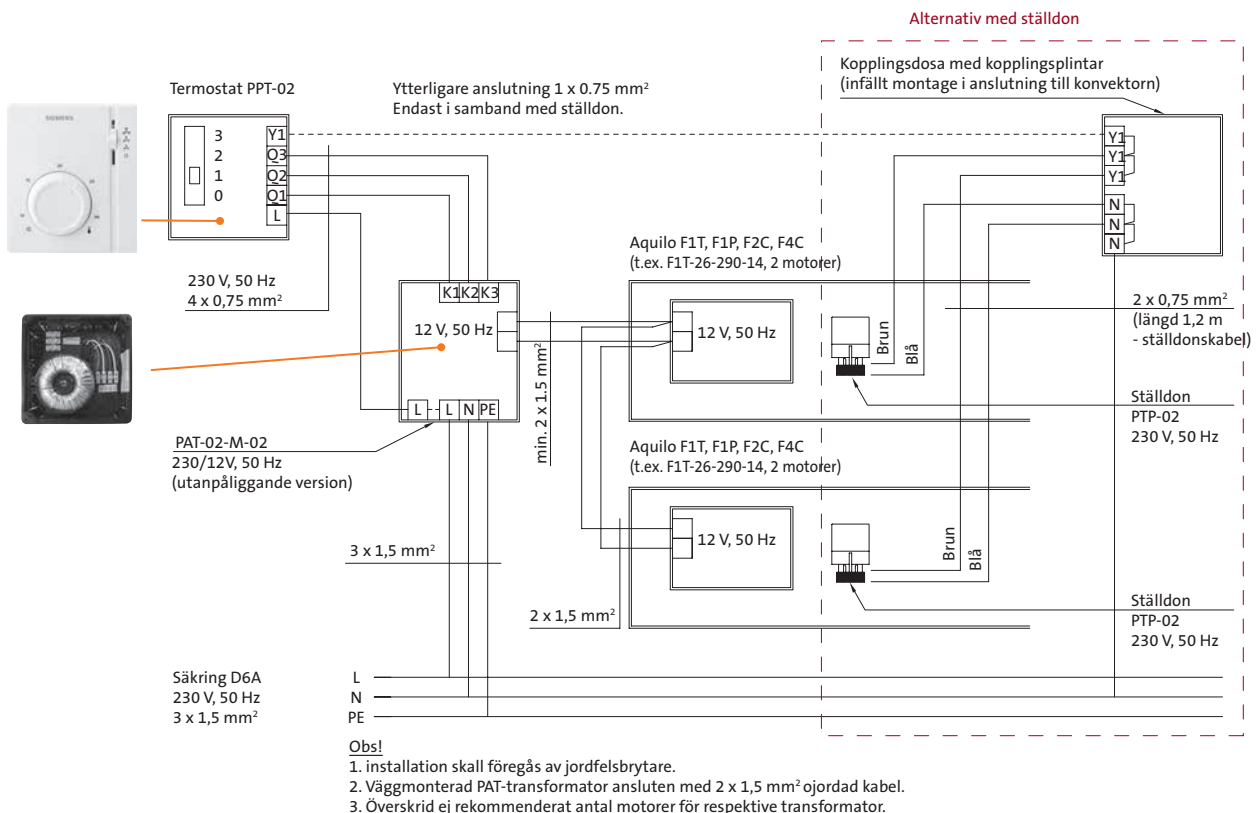 Alternativ med ställdon
Kopplingsdosa med kopplingsplintar
(infällt montage i anslutning till konvektorn)
Termostat PPT-02
Ytterligare anslutning 1 x 0.75 mm²
Endast i samband med ställdon.
SIEMENS
3
2
1
0
Y1
Q3
Q2
Q1
L
Y1
Y1
Y1
N
N
N
230 V, 50 Hz
4 x 0,75 mm²
K1 K2 K3
12 V, 50 Hz
L L N PE
min. 2 x 1.5 mm²
PAT-02-M-02
230/12V, 50 Hz
(utanpåliggande version)
Aquilo F1T, F1P, F2C, F4C
(t.ex. F1T-26-290-14, 2 motorer)
12 V, 50 Hz
Brun
Blå
2 x 0,75 mm²
(längd 1,2 m
- ställdonskabel)
Ställdon
PTP-02
230 V, 50 Hz
Aquilo F1T, F1P, F2C, F4C
(t.ex. F1T-26-290-14, 2 motorer)
12 V, 50 Hz
Brun
Blå
3 x 1,5 mm²
2 x 1,5 mm²
Ställdon
PTP-02
230 V, 50 Hz
Säkring D6A
230 V, 50 Hz
3 x 1,5 mm²
L
N
PE
Obs!
1. installation skall föregås av jordfelsbrytare.
2. Väggmonterad PAT-transformator ansluten med 2 x 1,5 mm² ojordad kabel.
3. Överskrid ej rekommenderat antal motorer för respektive transformator.